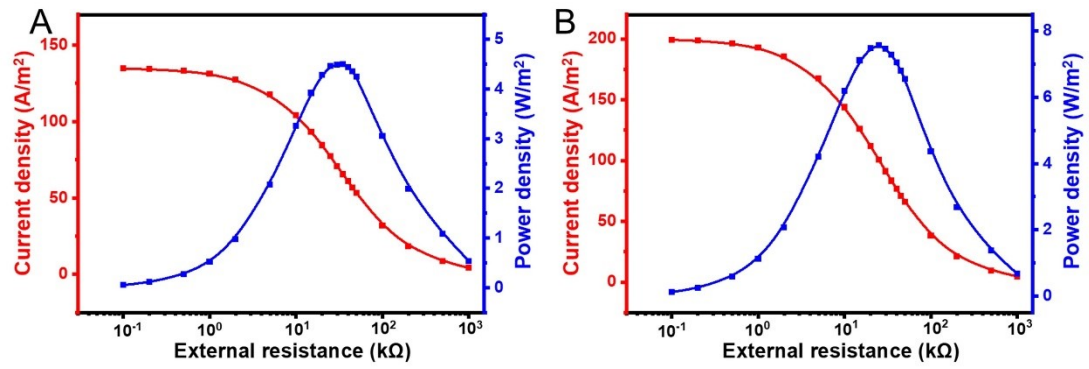 A
Current density (A/m²)
150
100
50
0
5
4
3
2
1
0
Power density (W/m²)
10⁻¹ 10⁰ 10¹ 10² 10³
External resistance (kΩ)
B
Current density (A/m²)
200
150
100
50
0
8
6
4
2
0
Power density (W/m²)
10⁻¹ 10⁰ 10¹ 10² 10³
External resistance (kΩ)